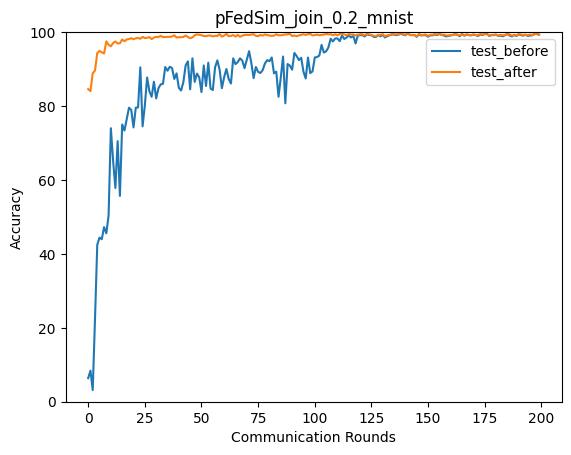 pFedSim_join_0.2_mnist
100
80
60
40
20
0
Accuracy
test_before
test_after
0 25 50 75 100 125 150 175 200
Communication Rounds